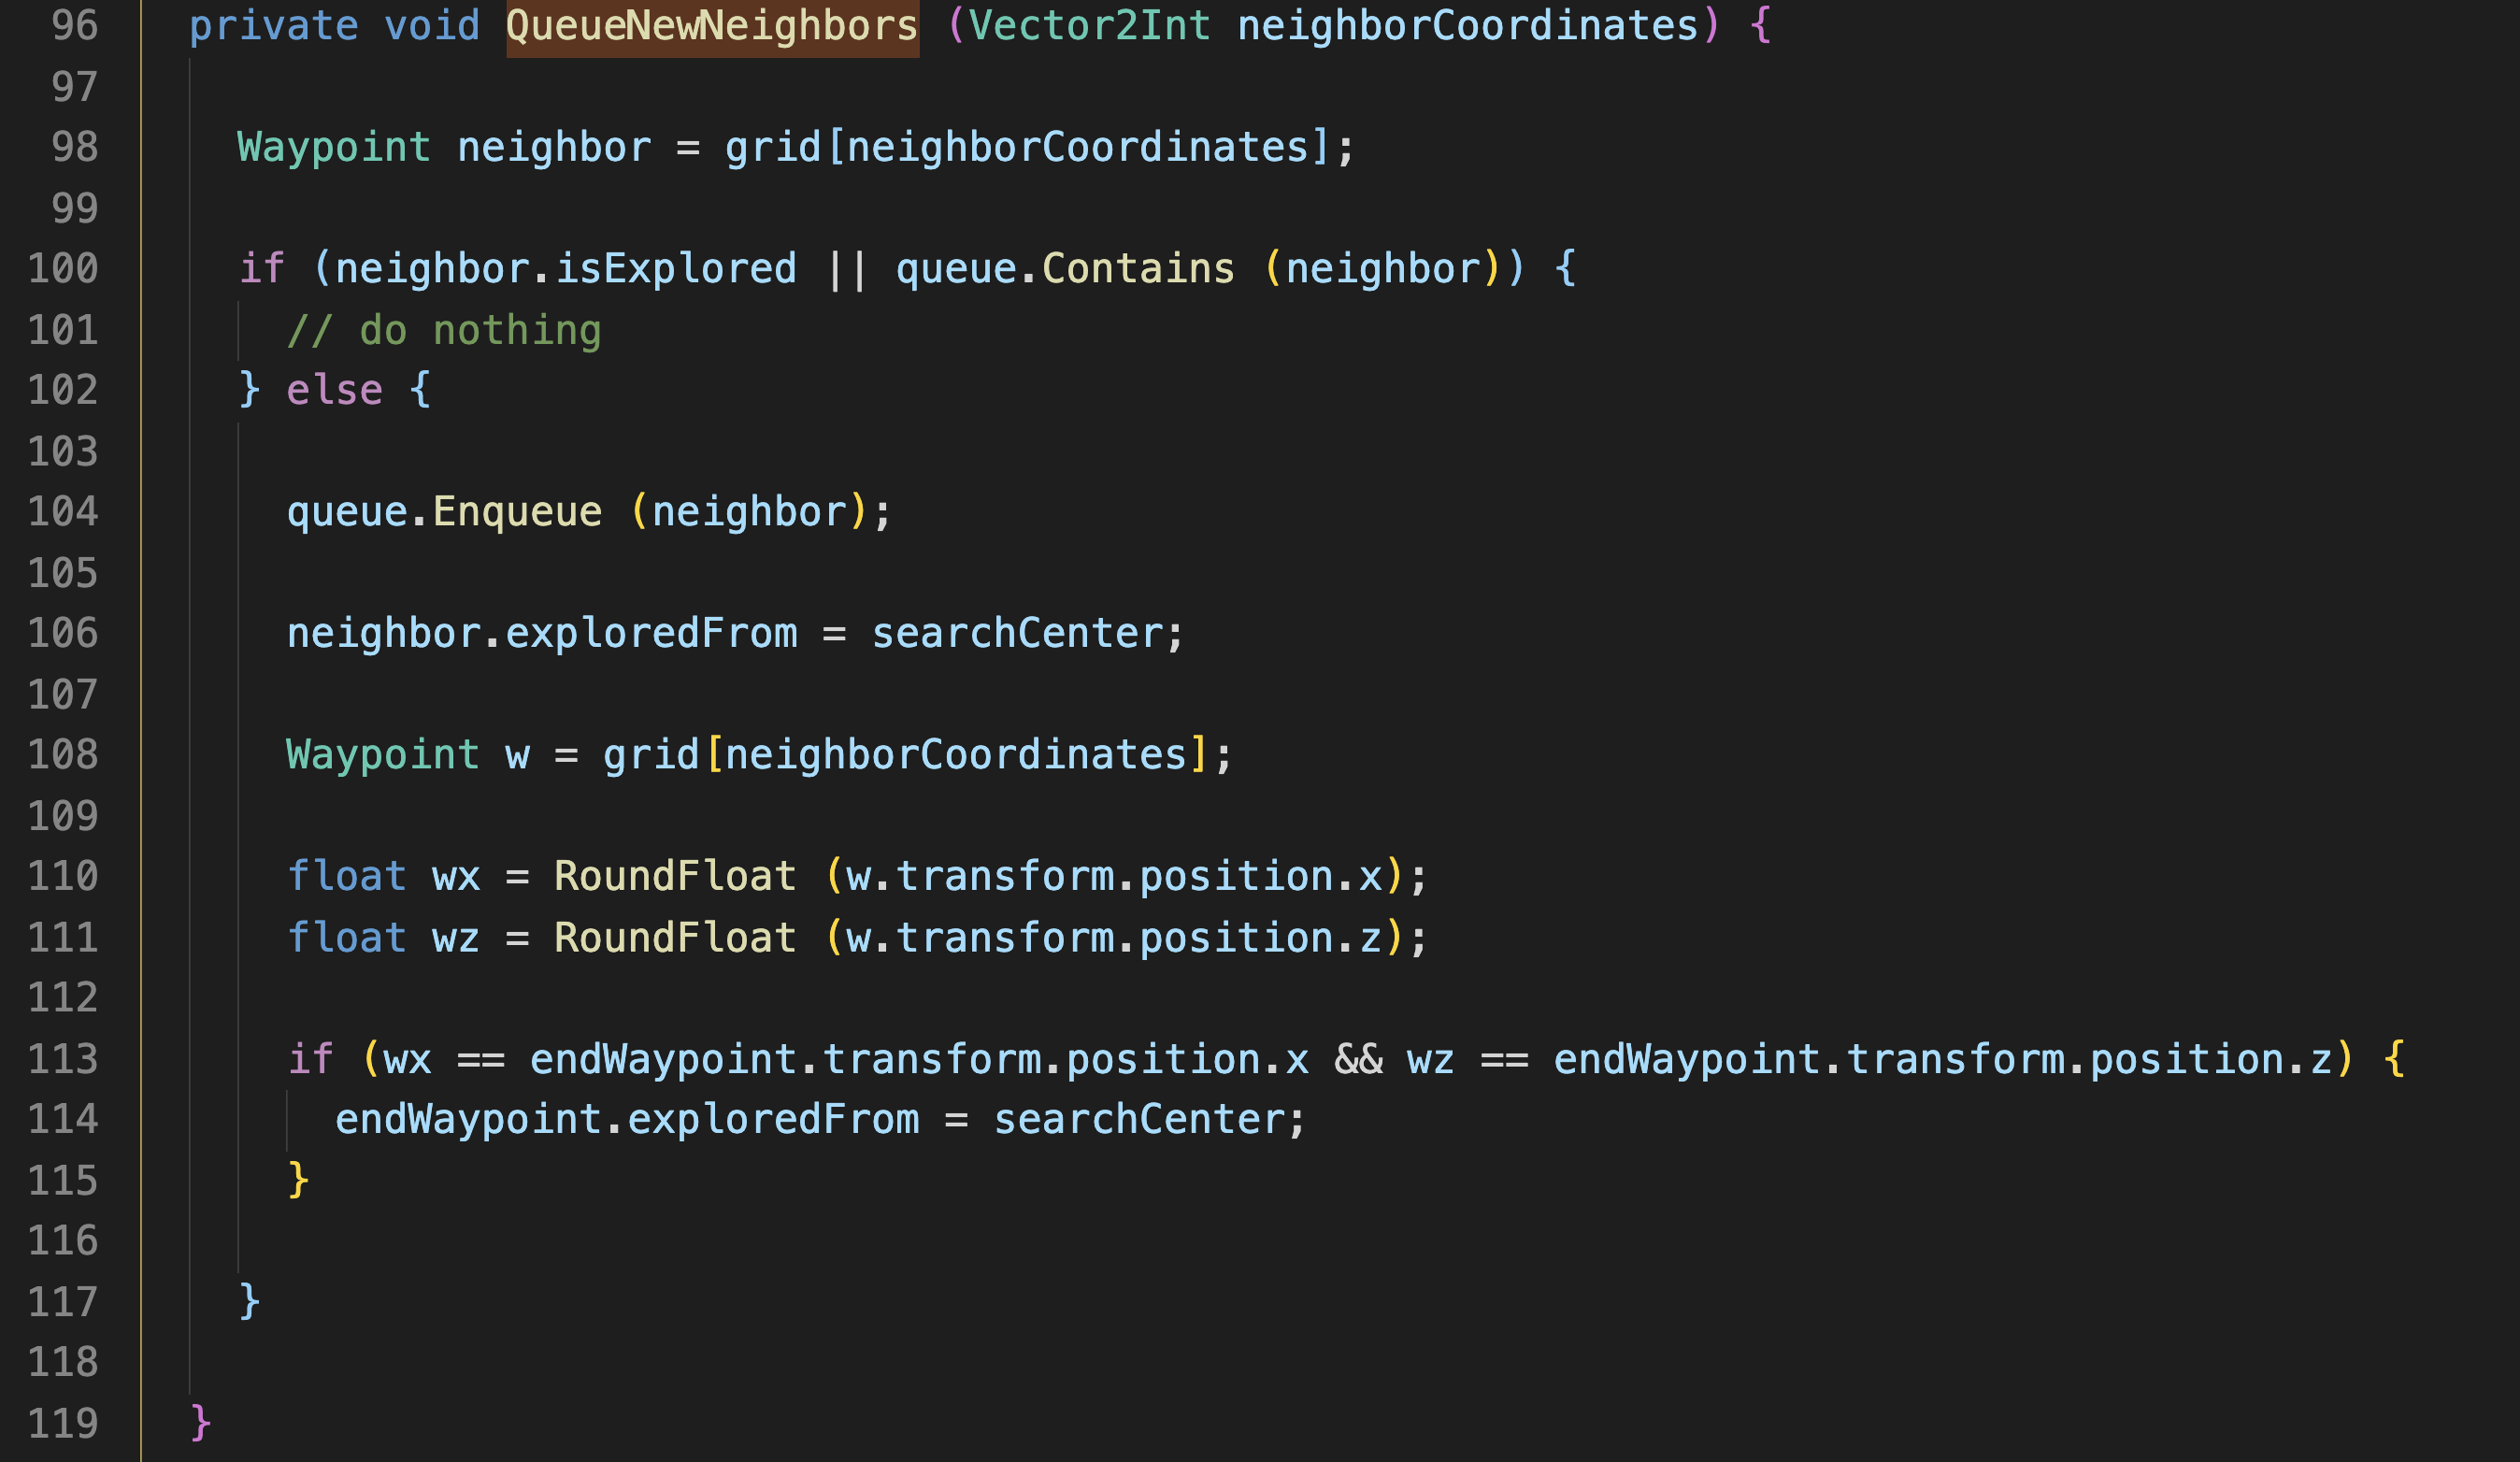 96 private void QueueNewNeighbors (Vector2Int neighborCoordinates) {
97
98 Waypoint neighbor = grid[neighborCoordinates];
99
100 if (neighbor.isExplored || queue.Contains (neighbor)) {
101 // do nothing
102 } else {
103
104 queue.Enqueue (neighbor);
105
106 neighbor.exploredFrom = searchCenter;
107
108 Waypoint w = grid[neighborCoordinates];
109
110 float wx = RoundFloat (w.transform.position.x);
111 float wz = RoundFloat (w.transform.position.z);
112
113 if (wx == endWaypoint.transform.position.x && wz == endWaypoint.transform.position.z) {
114 endWaypoint.exploredFrom = searchCenter;
115 }
116
117 }
118
119 }